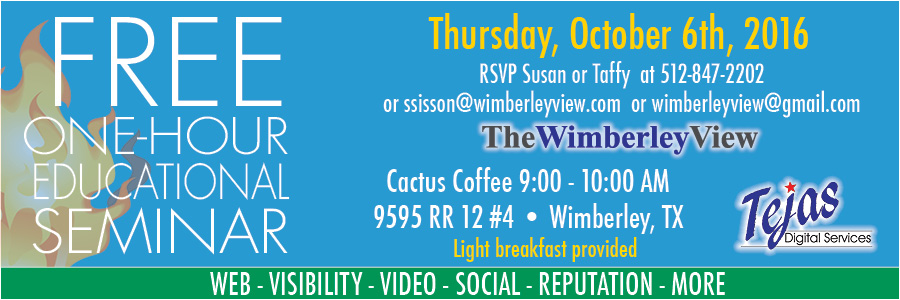 FREE
ONE-HOUR
EDUCATIONAL
SEMINAR
Thursday, October 6th, 2016
RSVP Susan or Taffy at 512-847-2202
or ssisson@wimberleyview.com or wimberleyview@gmail.com
TheWimberleyView
Cactus Coffee 9:00 - 10:00 AM
9595 RR 12 #4 • Wimberley, TX
Light breakfast provided
Tejas
Digital Services
WEB - VISIBILITY - VIDEO - SOCIAL - REPUTATION - MORE